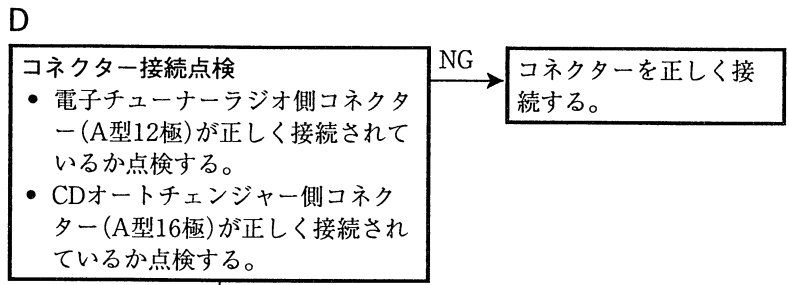 D
コネクター接続点検
• 電子チューナーラジオ側コネクタ
ー(A型12極)が正しく接続されて
いるか点検する。
• CDオートチェンジャー側コネク
ター(A型16極)が正しく接続され
ているか点検する。
NG
コネクターを正しく接
続する。